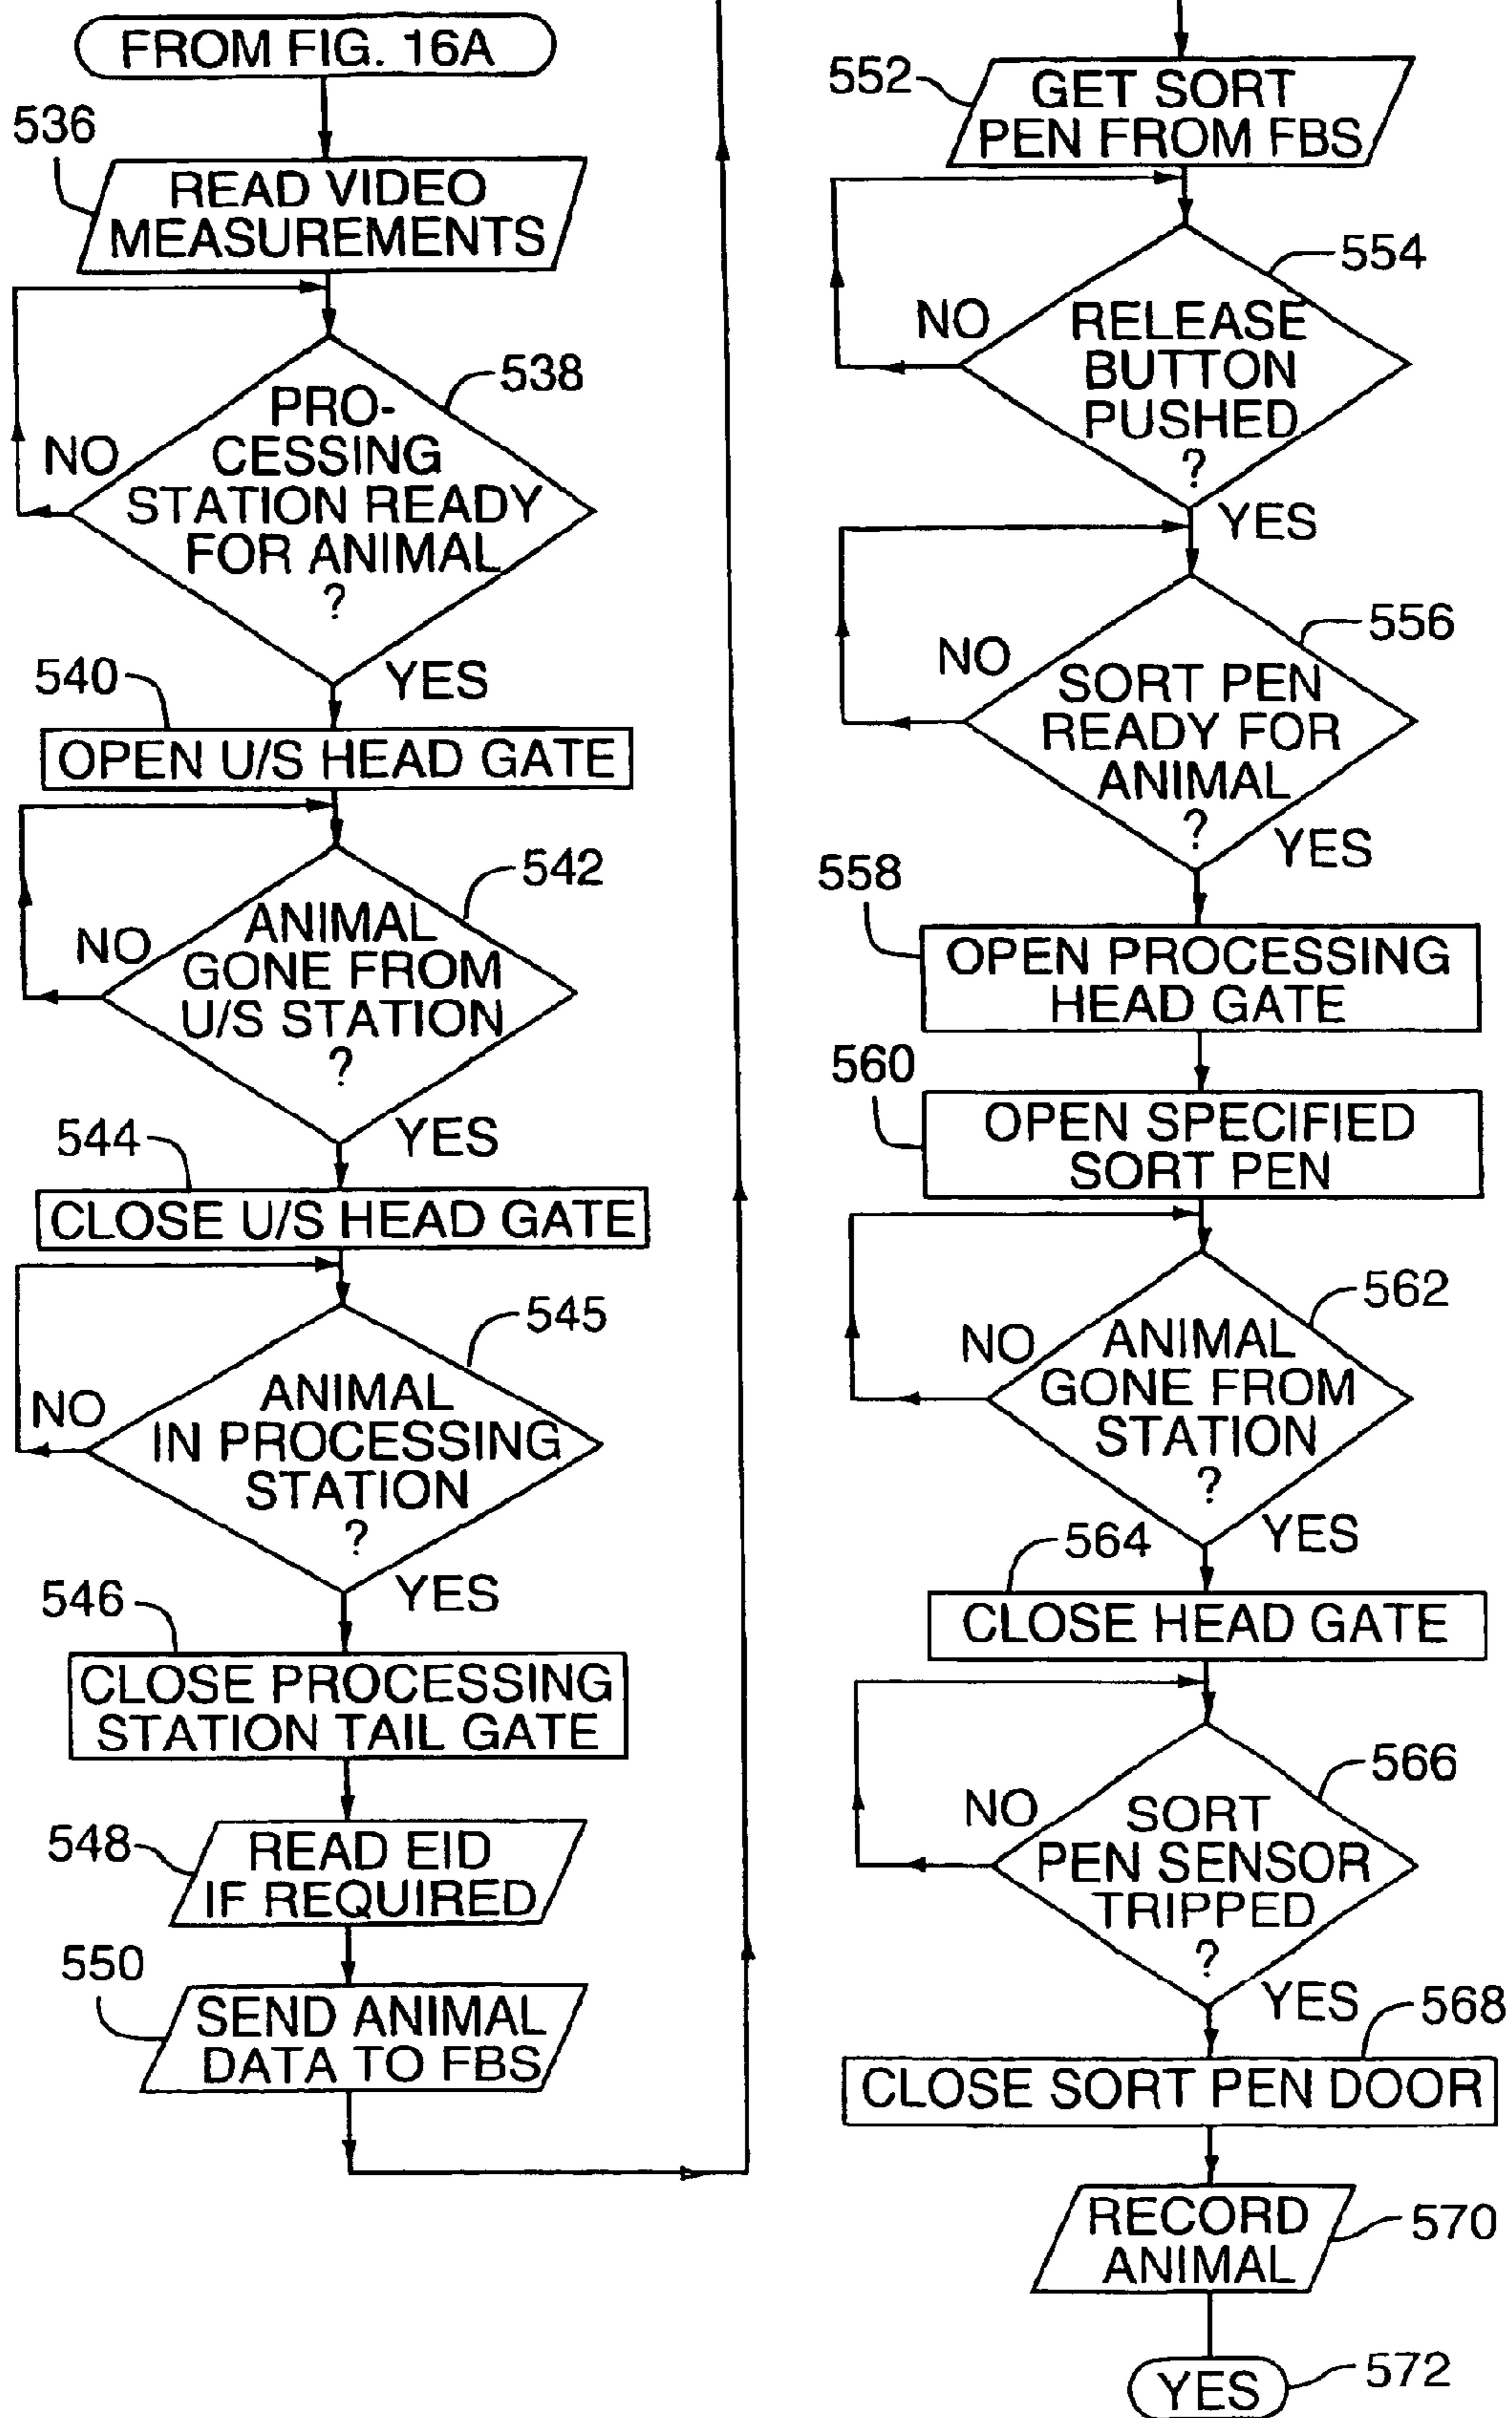 FROM FIG. 16A
536
READ VIDEO
MEASUREMENTS
538
PRO-
CESSING
STATION READY
FOR ANIMAL
?
NO
YES
540
OPEN U/S HEAD GATE
542
ANIMAL
GONE FROM
U/S STATION
?
NO
YES
544
CLOSE U/S HEAD GATE
545
ANIMAL
IN PROCESSING
STATION
?
NO
YES
546
CLOSE PROCESSING
STATION TAIL GATE
548
READ EID
IF REQUIRED
550
SEND ANIMAL
DATA TO FBS
552
GET SORT
PEN FROM FBS
554
RELEASE
BUTTON
PUSHED
?
NO
YES
556
SORT PEN
READY FOR
ANIMAL
?
NO
YES
558
OPEN PROCESSING
HEAD GATE
560
OPEN SPECIFIED
SORT PEN
562
ANIMAL
GONE FROM
STATION
?
NO
YES
564
CLOSE HEAD GATE
566
SORT
PEN SENSOR
TRIPPED
?
NO
YES
568
CLOSE SORT PEN DOOR
RECORD
ANIMAL
570
YES
572